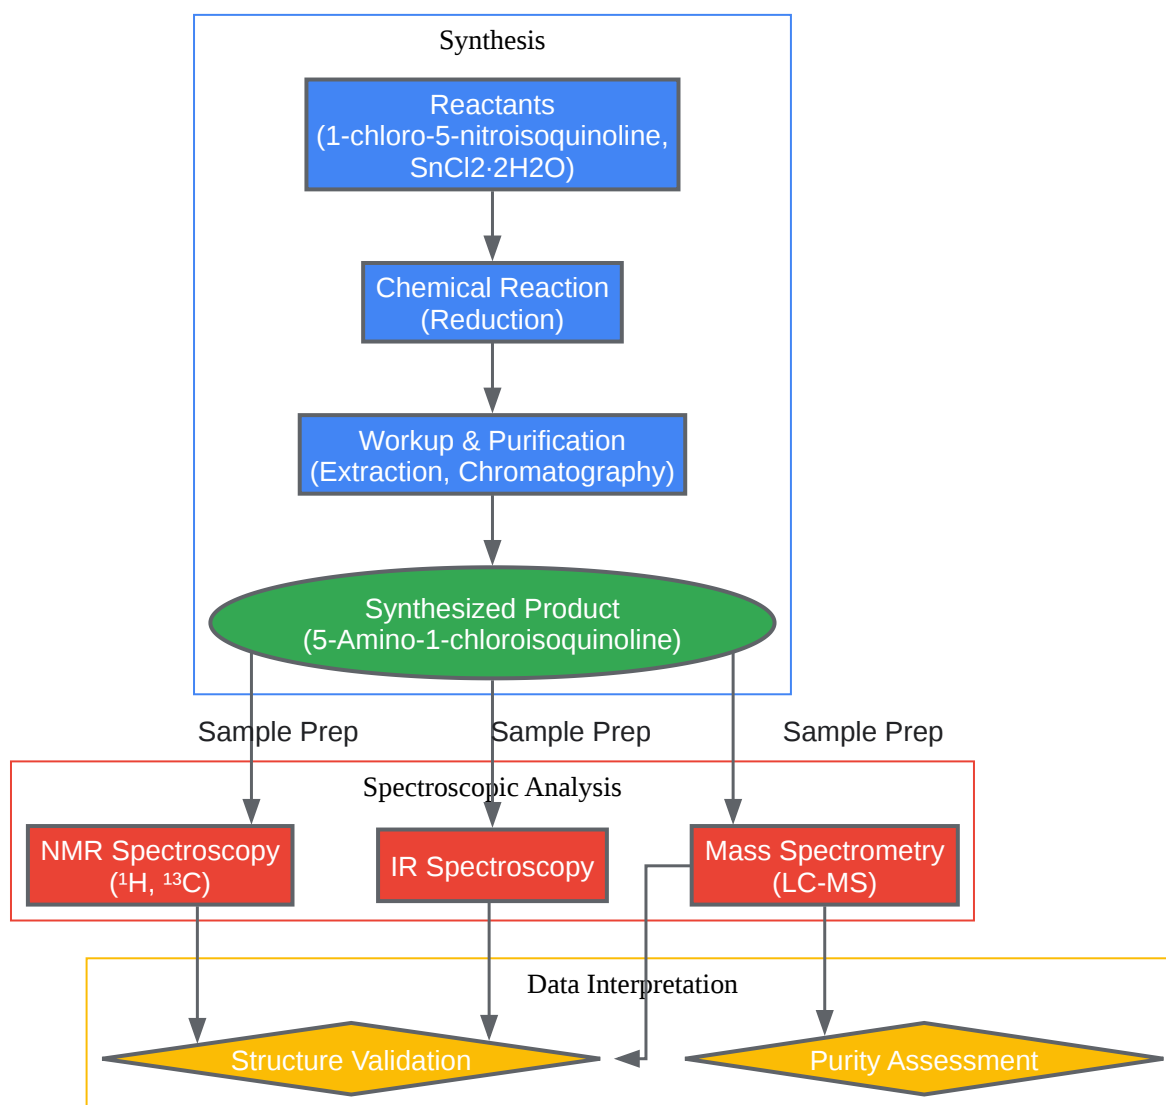 Synthesis
Reactants
(1-chloro-5-nitroisoquinoline,
SnCl2·2H2O)
Chemical Reaction
(Reduction)
Workup & Purification
(Extraction, Chromatography)
Synthesized Product
(5-Amino-1-chloroisoquinoline)
Sample Prep
Sample Prep
Sample Prep
Spectroscopic Analysis
NMR Spectroscopy
(¹H, ¹³C)
IR Spectroscopy
Mass Spectrometry
(LC-MS)
Data Interpretation
Structure Validation
Purity Assessment